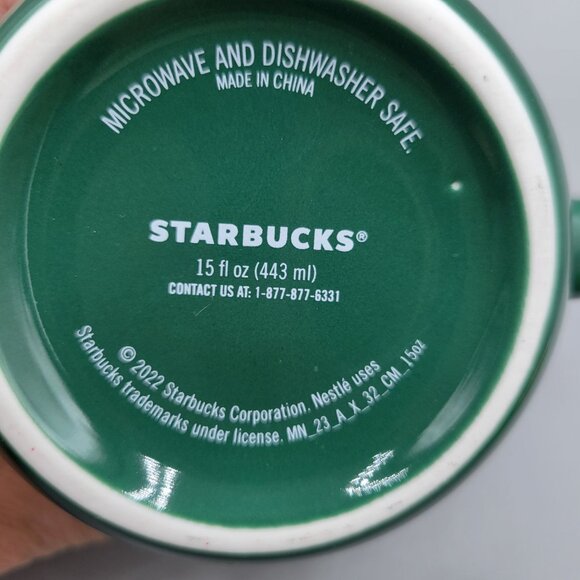 MICROWAVE AND DISHWASHER SAFE.
MADE IN CHINA
STARBUCKS®
15 fl oz (443 ml)
CONTACT US AT: 1-877-877-6331
© 2022 Starbucks Corporation. Nestlé uses
Starbucks trademarks under license. MN_23_A_X_32_CM_15oz